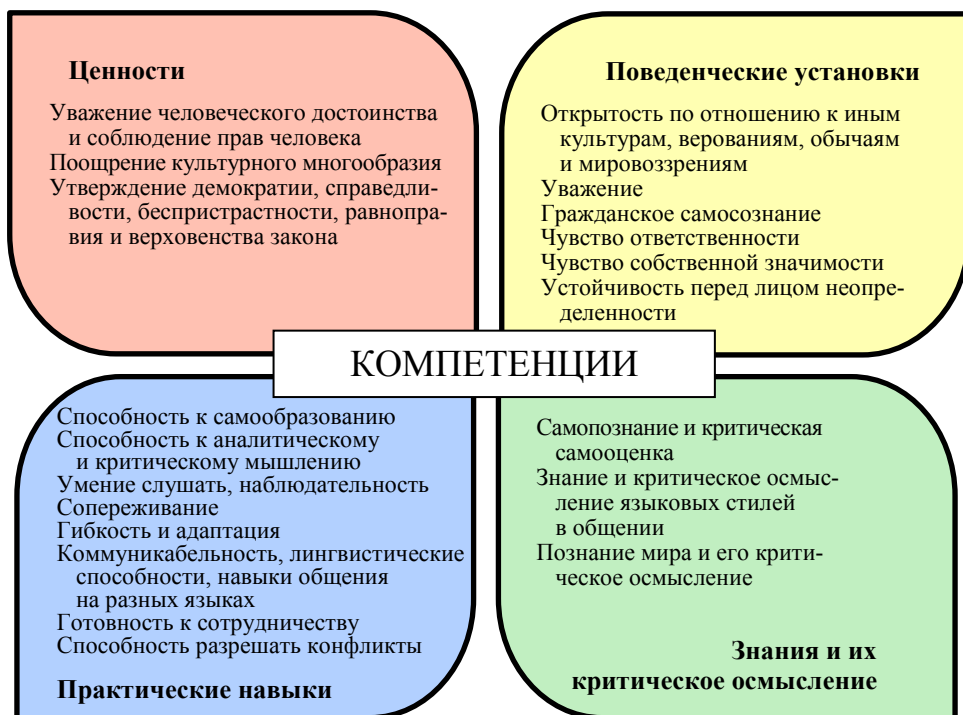 Ценности
Уважение человеческого достоинства
и соблюдение прав человека
Поощрение культурного многообразия
Утверждение демократии, справедли-
вости, беспристрастности, равнопра-
вия и верховенства закона
Поведенческие установки
Открытость по отношению к иным
культурам, верованиям, обычаям
и мировоззрениям
Уважение
Гражданское самосознание
Чувство ответственности
Чувство собственной значимости
Устойчивость перед лицом неопре-
деленности
КОМПЕТЕНЦИИ
Способность к самообразованию
Способность к аналитическому
и критическому мышлению
Умение слушать, наблюдательность
Сопереживание
Гибкость и адаптация
Коммуникабельность, лингвистические
способности, навыки общения
на разных языках
Готовность к сотрудничеству
Способность разрешать конфликты
Практические навыки
Самопознание и критическая
самооценка
Знание и критическое осмыс-
ление языковых стилей
в общении
Познание мира и его крити-
ческое осмысление
Знания и их
критическое осмысление